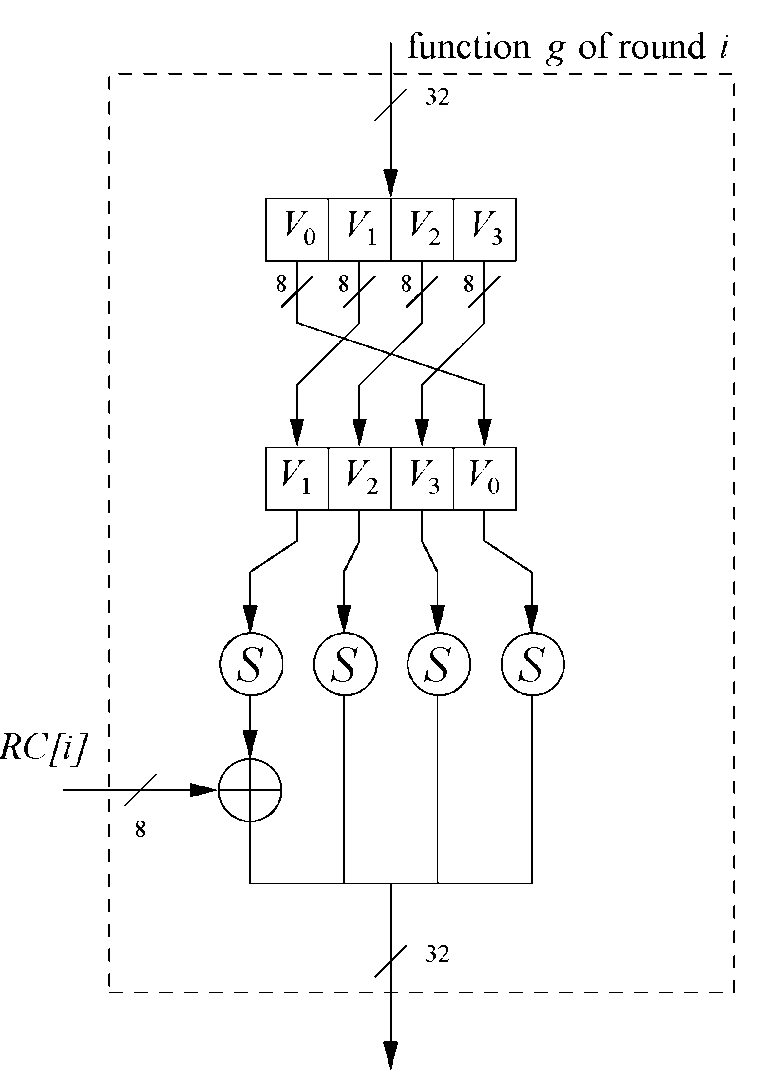 function g of round i
32
V0 V1 V2 V3
8 8 8 8
V1 V2 V3 V0
S S S S
RC[i]
8
32